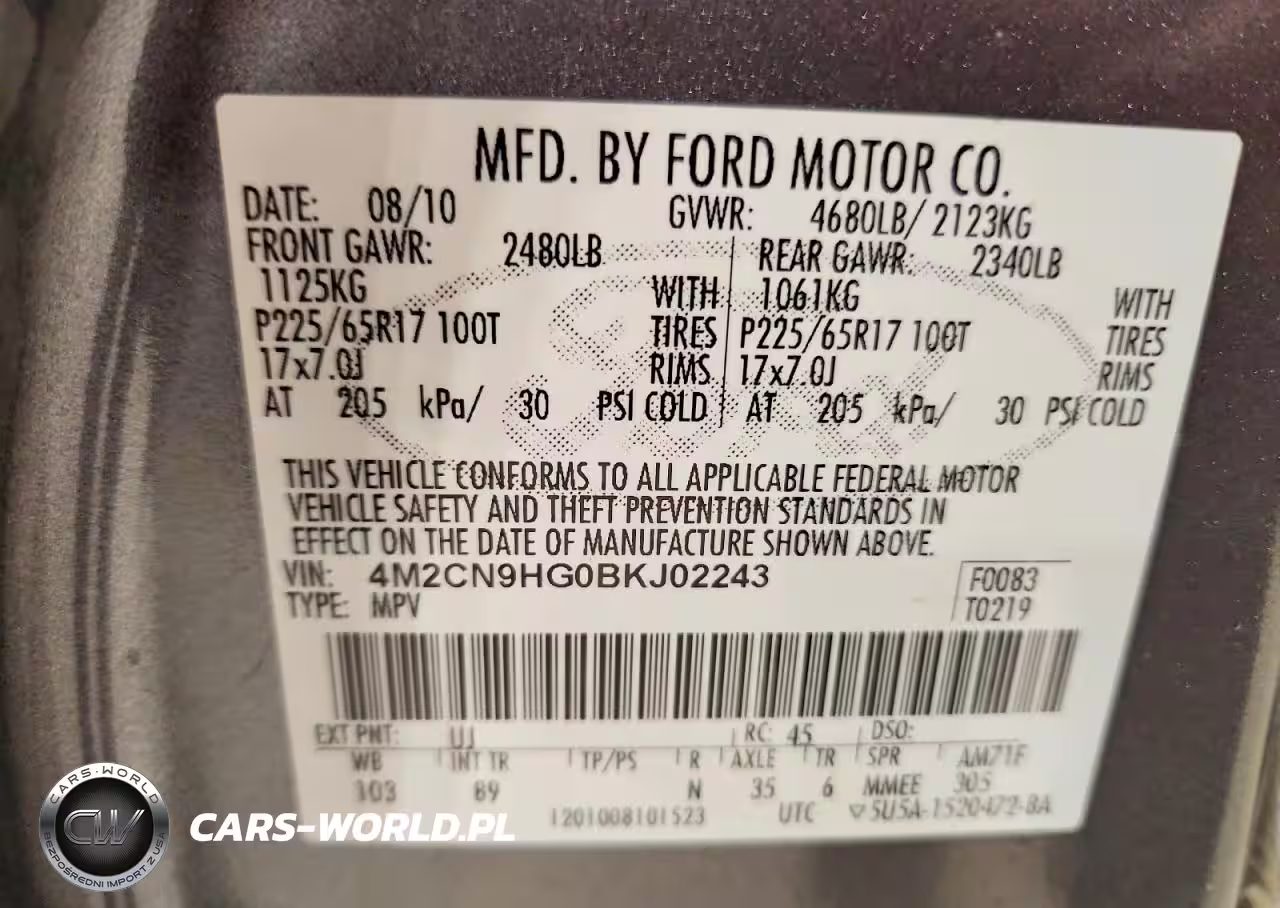 MFD. BY FORD MOTOR CO.
DATE: 08/10 GVWR: 4680LB/ 2123KG
FRONT GAWR: 2480LB REAR GAWR: 2340LB
1125KG WITH 1061KG WITH
P225/65R17 100T TIRES P225/65R17 100T TIRES
17x7.0J RIMS 17x7.0J RIMS
AT 205 kPa/ 30 PSI COLD AT 205 kPa/ 30 PSI COLD
THIS VEHICLE CONFORMS TO ALL APPLICABLE FEDERAL MOTOR
VEHICLE SAFETY AND THEFT PREVENTION STANDARDS IN
EFFECT ON THE DATE OF MANUFACTURE SHOWN ABOVE.
VIN: 4M2CN9HG0BKJ02243 F0083
TYPE: MPV T0219
EXT PNT: UJ RC: 45 DSO:
WB INT TR TP/PS R AXLE TR SPR AM71F
103 89 N 35 6 MMEE 305
1201008101523 UTC ▽5U5A-1520472-BA
CARS-WORLD
CW
BEZPOŚREDNI IMPORT Z USA
CARS-WORLD.PL